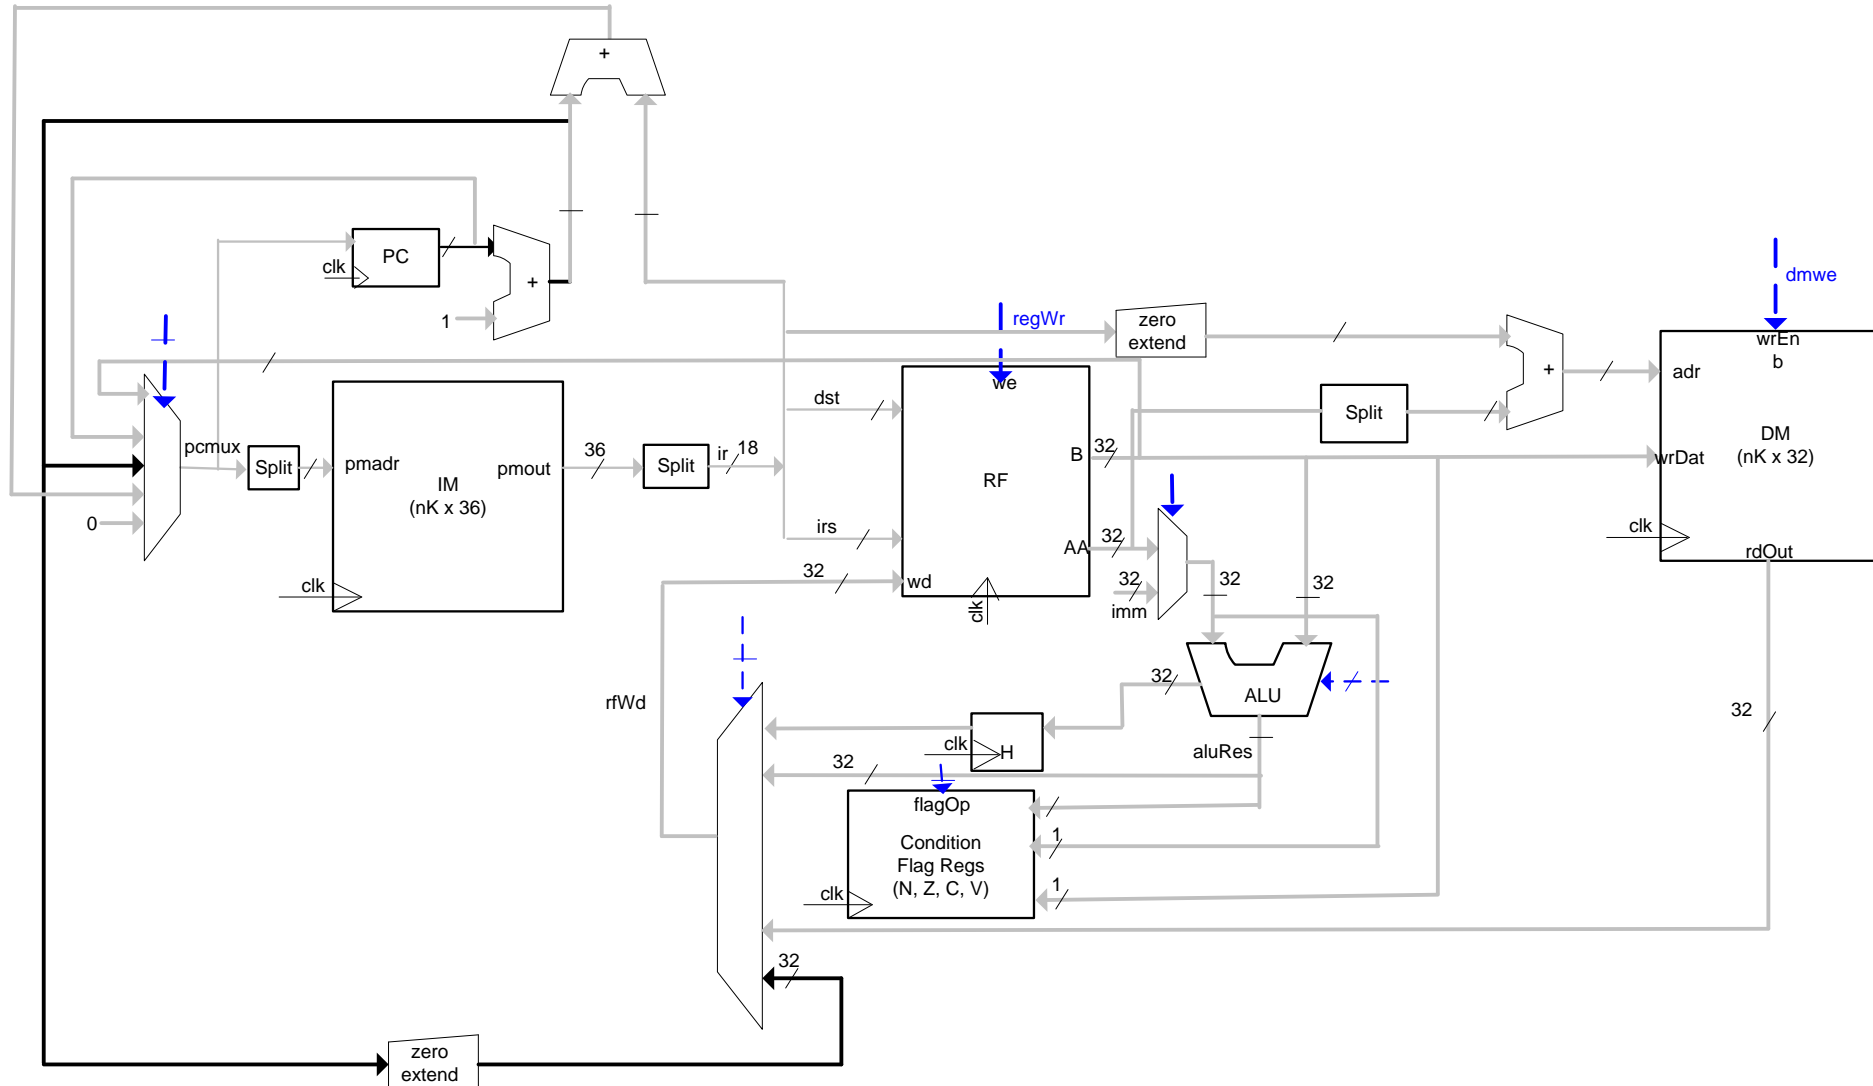 +
PC
clk
+
1
regWr
zero
extend
dmwe
wrEn
b
adr
+
Split
DM
(nK x 32)
wrDat
clk
rdOut
we
dst
RF
B
32
AA
32
irs
32
wd
clk
pcmux
Split
pmadr
IM
(nK x 36)
pmout
36
Split
ir
18
0
clk
32
imm
32
32
ALU
32
32
rfWd
clk
H
aluRes
32
flagOp
Condition
Flag Regs
(N, Z, C, V)
1
1
clk
32
zero
extend